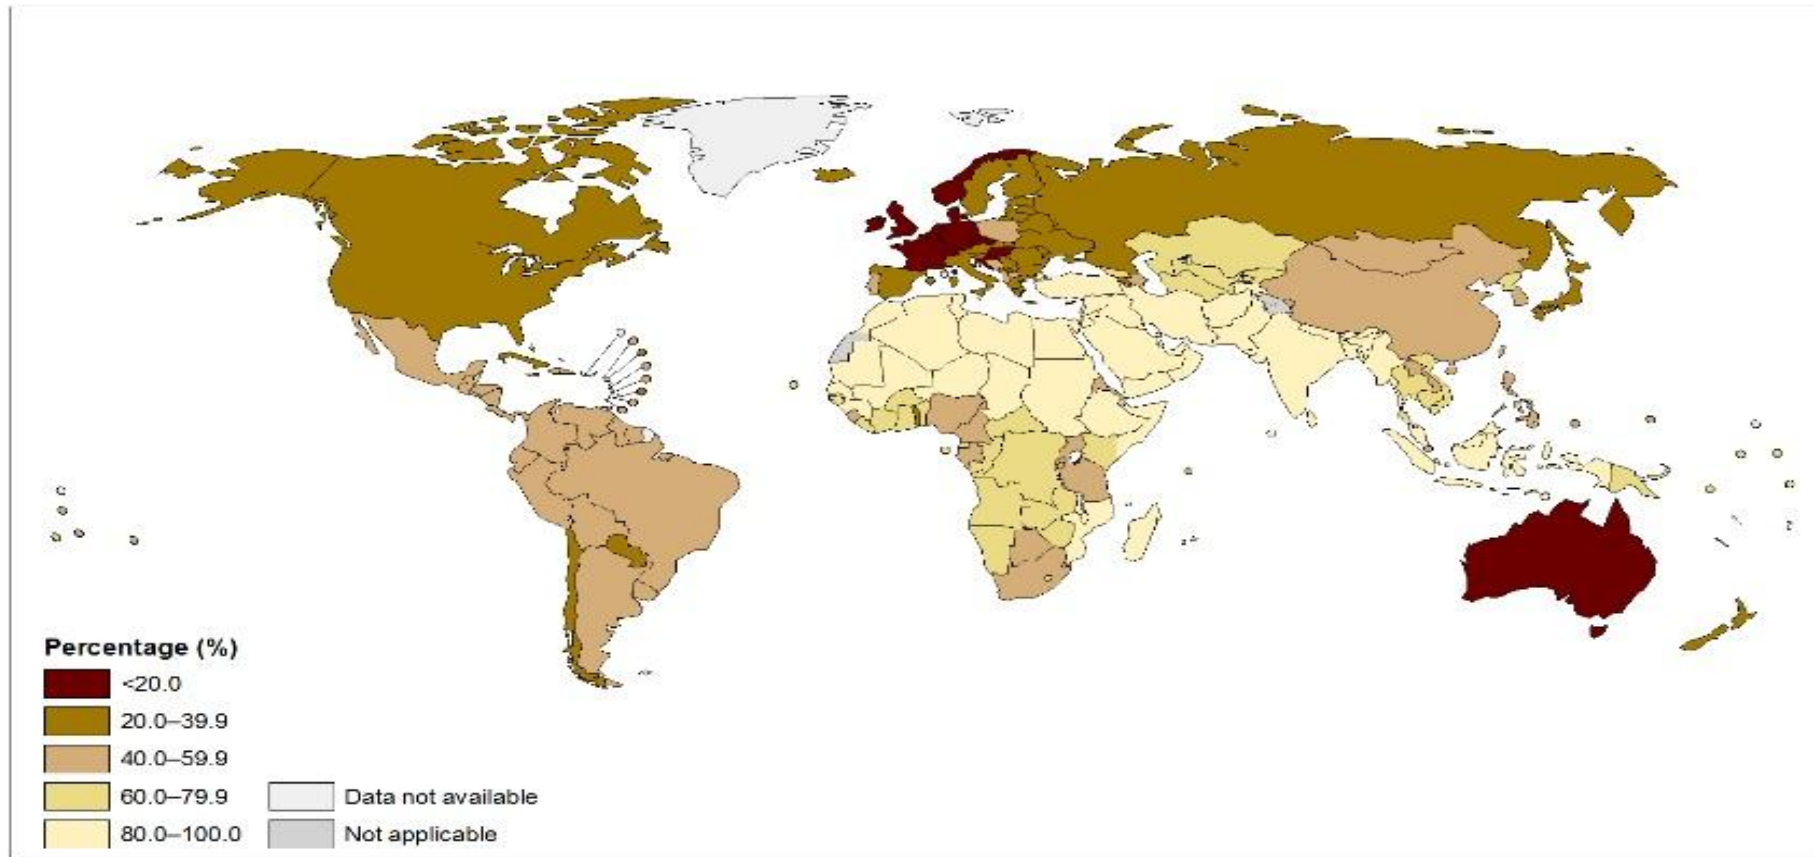 Percentage (%)
<20.0
20.0–39.9
40.0–59.9
60.0–79.9
80.0–100.0
Data not available
Not applicable